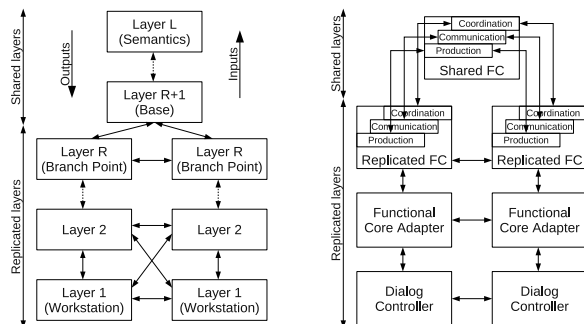 Shared layers
Replicated layers
Outputs
Inputs
Layer L
(Semantics)
Layer R+1
(Base)
Layer R
(Branch Point)
Layer R
(Branch Point)
Layer 2
Layer 2
Layer 1
(Workstation)
Layer 1
(Workstation)
Shared layers
Replicated layers
Coordination
Communication
Production
Shared FC
Coordination
Communication
Production
Replicated FC
Coordination
Communication
Production
Replicated FC
Functional
Core Adapter
Functional
Core Adapter
Dialog
Controller
Dialog
Controller